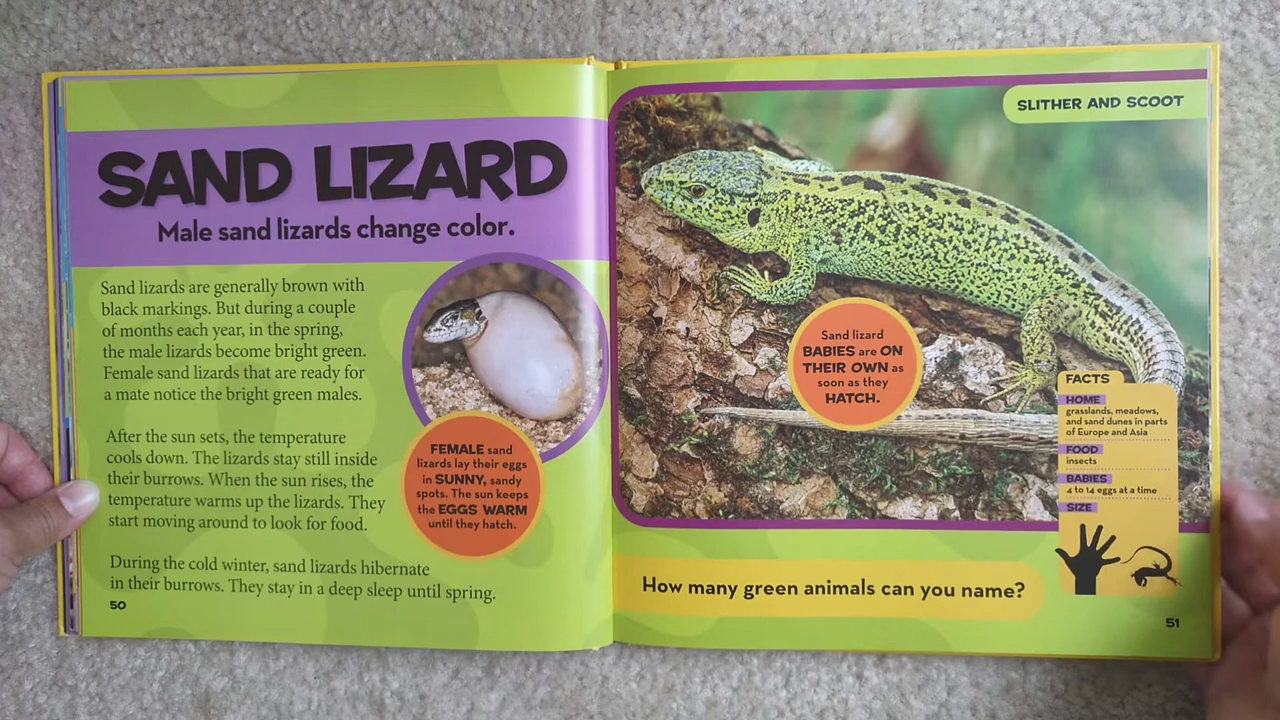 SAND LIZARD
Male sand lizards change color.
Sand lizards are generally brown with
black markings. But during a couple
of months each year, in the spring,
the male lizards become bright green.
Female sand lizards that are ready for
a mate notice the bright green males.
After the sun sets, the temperature
cools down. The lizards stay still inside
their burrows. When the sun rises, the
temperature warms up the lizards. They
start moving around to look for food.
During the cold winter, sand lizards hibernate
in their burrows. They stay in a deep sleep until spring.
50
FEMALE sand
lizards lay their eggs
in SUNNY, sandy
spots. The sun keeps
the EGGS WARM
until they hatch.
SLITHER AND SCOOT
Sand lizard
BABIES are ON
THEIR OWN as
soon as they
HATCH.
FACTS
HOME
grasslands, meadows,
and sand dunes in parts
of Europe and Asia
FOOD
insects
BABIES
4 to 14 eggs at a time
SIZE
How many green animals can you name?
51